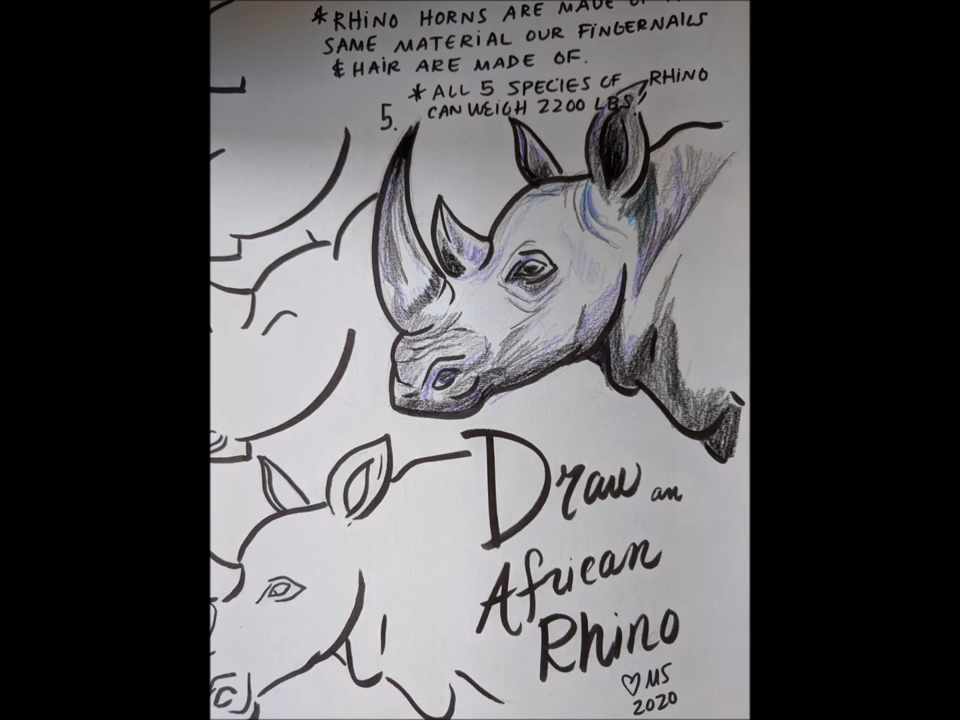 * RHINO HORNS ARE MADE
SAME MATERIAL OUR FINGERNAILS
& HAIR ARE MADE OF.
* ALL 5 SPECIES OF RHINO
5. CAN WEIGH 2200 LBS!
Draw an
African
Rhino
♡ MS
2020